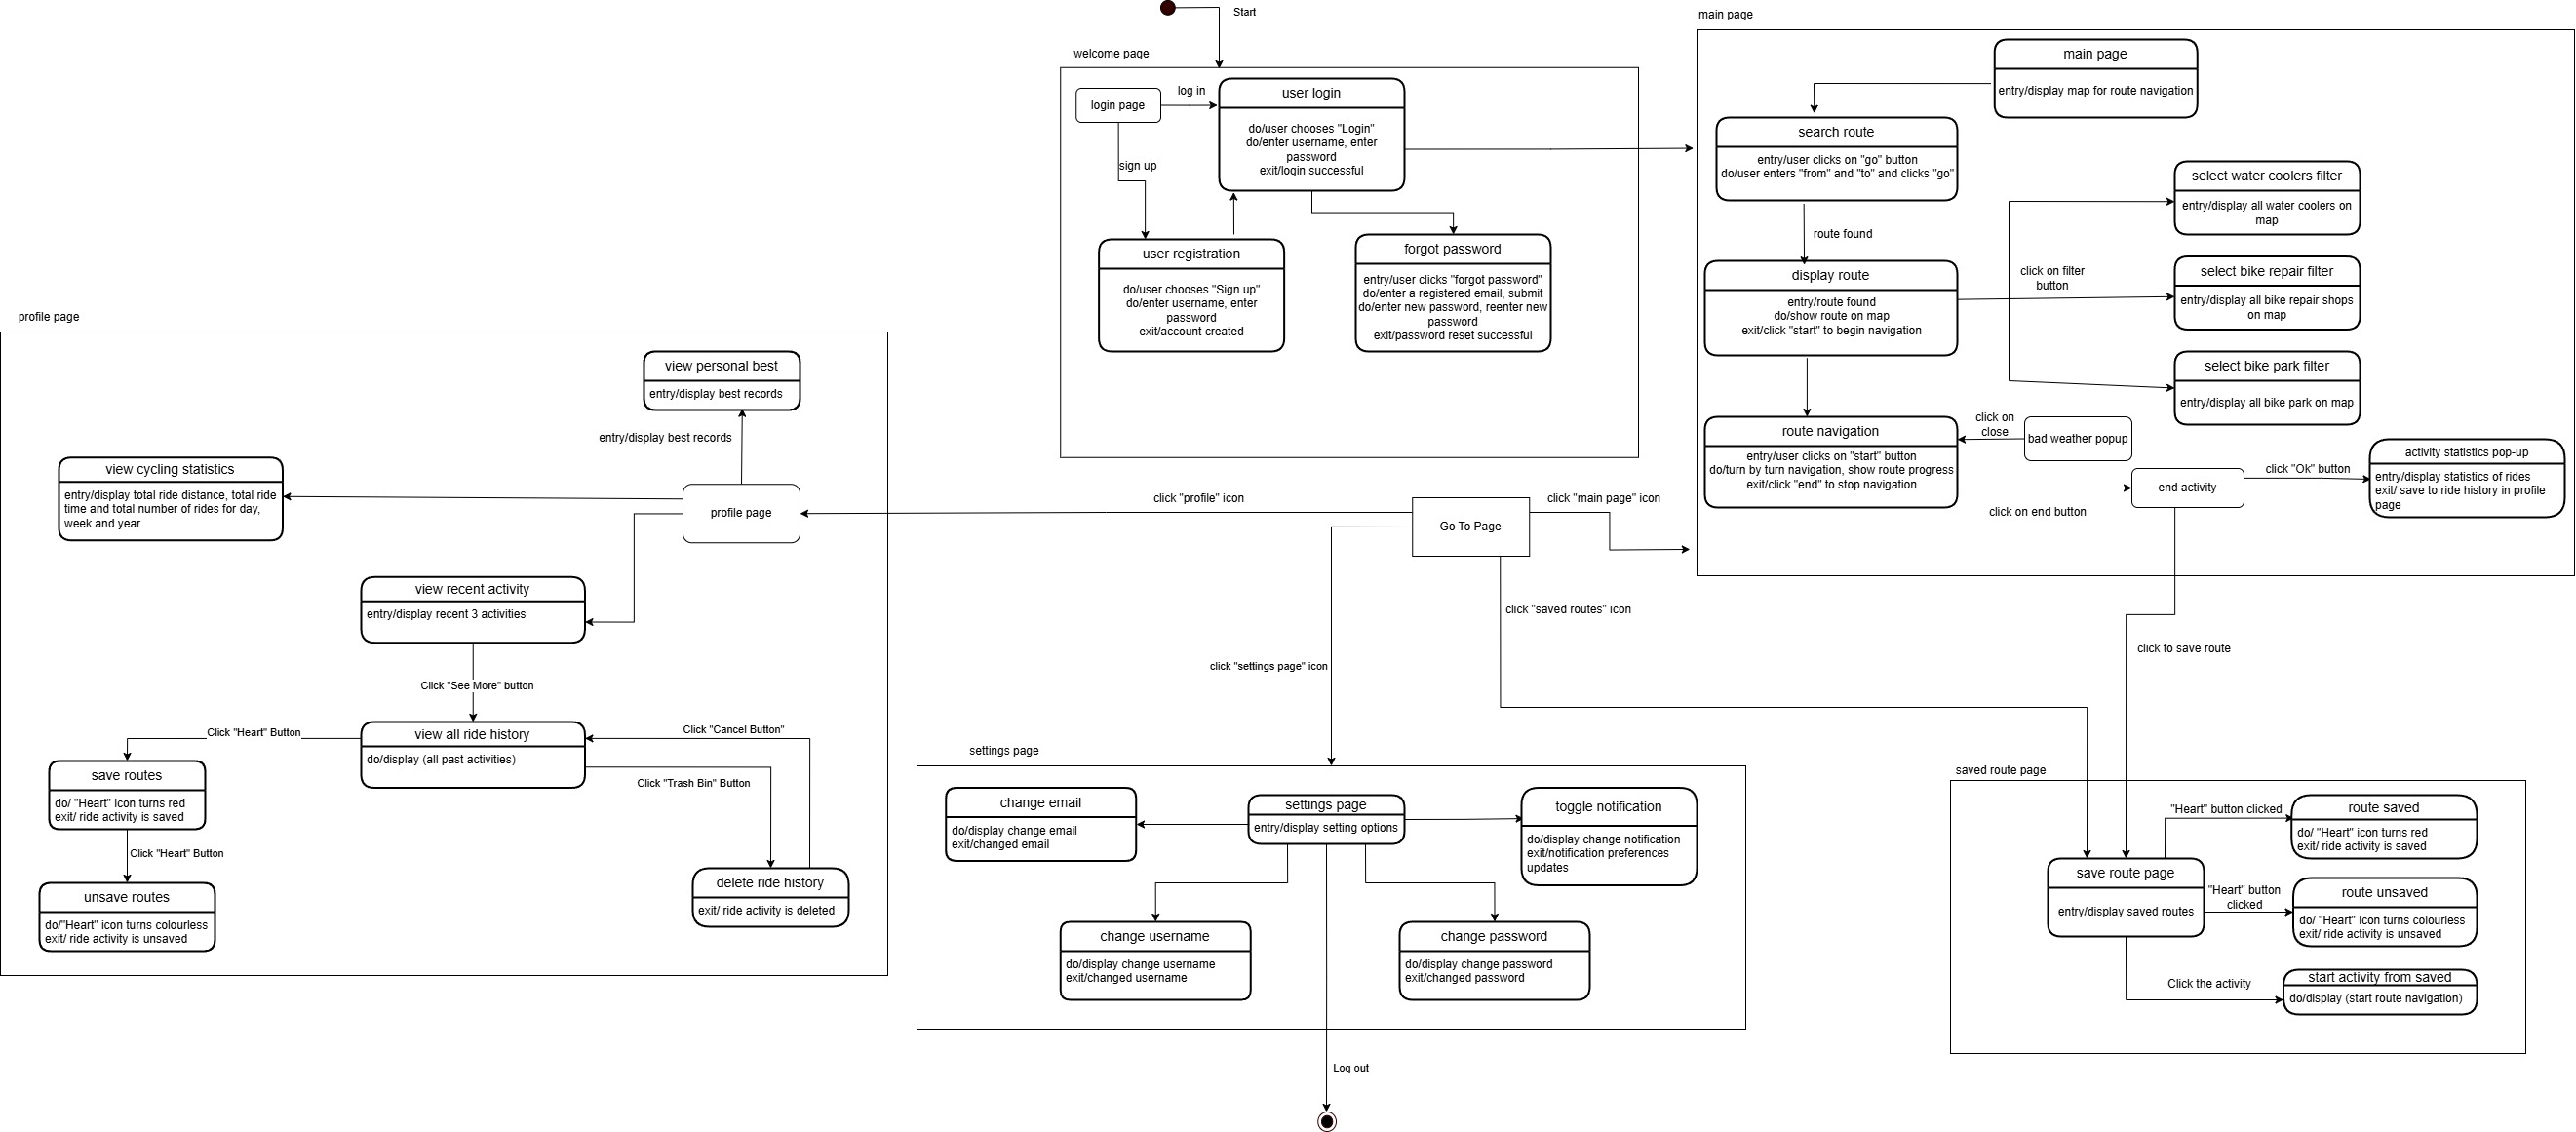 Start
welcome page
login page
log in
sign up
user login
do/user chooses "Login"
do/enter username, enter
password
exit/login successful
user registration
do/user chooses "Sign up"
do/enter username, enter
password
exit/account created
forgot password
entry/user clicks "forgot password"
do/enter a registered email, submit
do/enter new password, reenter new
password
exit/password reset successful
main page
main page
entry/display map for route navigation
search route
entry/user clicks on "go" button
do/user enters "from" and "to" and clicks "go"
route found
display route
entry/route found
do/show route on map
exit/click "start" to begin navigation
click on filter
button
select water coolers filter
entry/display all water coolers on
map
select bike repair filter
entry/display all bike repair shops
on map
select bike park filter
entry/display all bike park on map
route navigation
entry/user clicks on "start" button
do/turn by turn navigation, show route progress
exit/click "end" to stop navigation
click on
close
bad weather popup
click on end button
end activity
click "Ok" button
activity statistics pop-up
entry/display statistics of rides
exit/ save to ride history in profile
page
click to save route
profile page
view personal best
entry/display best records
entry/display best records
view cycling statistics
entry/display total ride distance, total ride
time and total number of rides for day,
week and year
profile page
view recent activity
entry/display recent 3 activities
Click "See More" button
view all ride history
do/display (all past activities)
Click "Heart" Button
save routes
do/ "Heart" icon turns red
exit/ ride activity is saved
Click "Heart" Button
unsave routes
do/"Heart" icon turns colourless
exit/ ride activity is unsaved
Click "Cancel Button"
Click "Trash Bin" Button
delete ride history
exit/ ride activity is deleted
click "profile" icon
Go To Page
click "main page" icon
click "saved routes" icon
click "settings page" icon
settings page
change email
do/display change email
exit/changed email
settings page
entry/display setting options
toggle notification
do/display change notification
exit/notification preferences
updates
change username
do/display change username
exit/changed username
change password
do/display change password
exit/changed password
Log out
saved route page
save route page
entry/display saved routes
"Heart" button clicked
route saved
do/ "Heart" icon turns red
exit/ ride activity is saved
"Heart" button
clicked
route unsaved
do/ "Heart" icon turns colourless
exit/ ride activity is unsaved
Click the activity
start activity from saved
do/display (start route navigation)